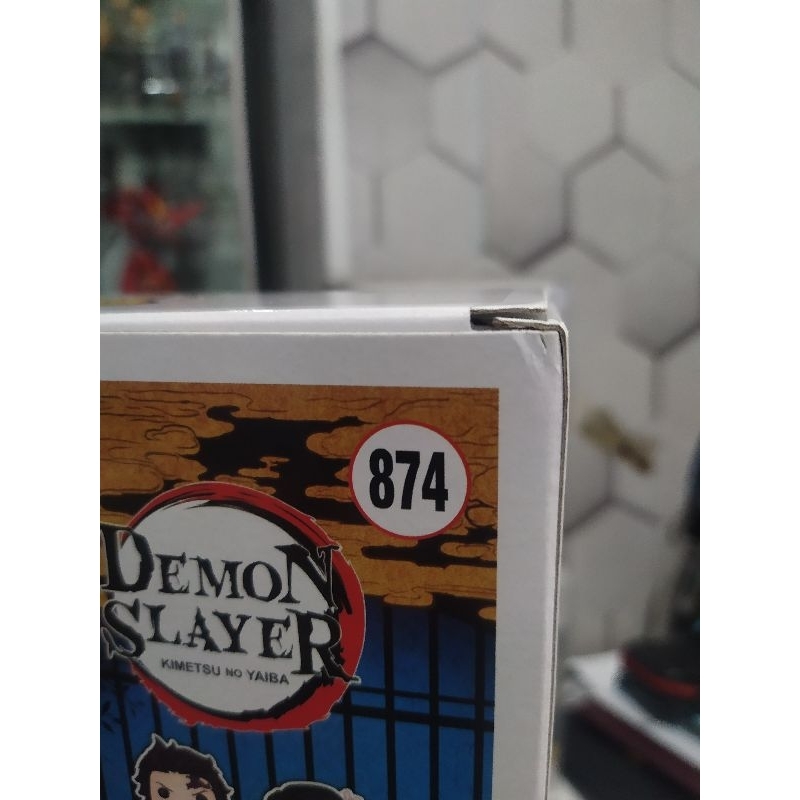 874
DEMON
SLAYER
KIMETSU NO YAIBA